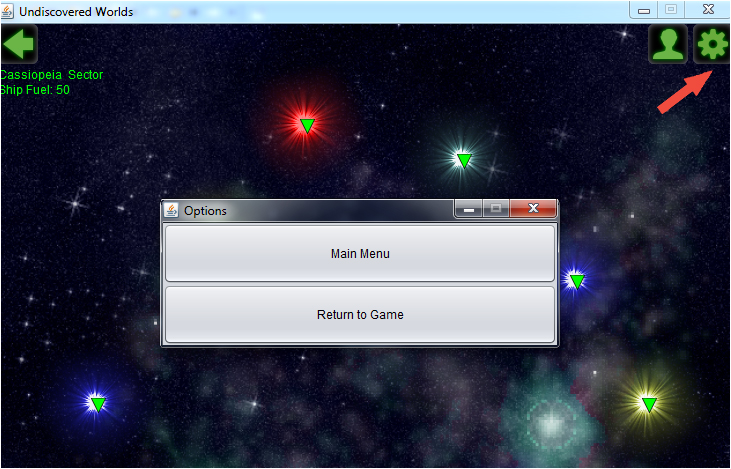 Undiscovered Worlds
Cassiopeia Sector
Ship Fuel: 50
Options
Main Menu
Return to Game